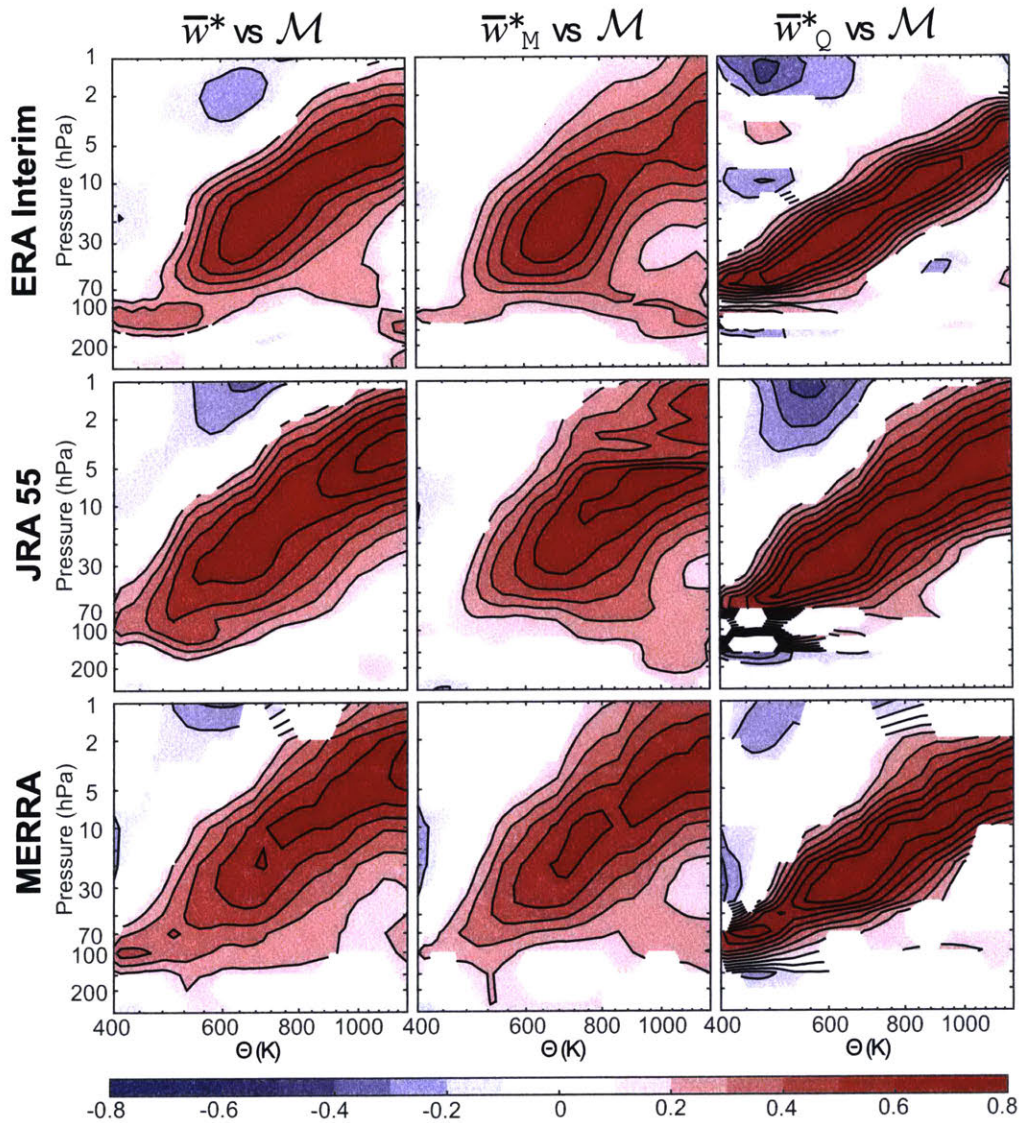 w̅* vs ℳ
w̅*_M vs ℳ
w̅*_Q vs ℳ
ERA Interim
Pressure (hPa)
1
2
5
10
30
70
100
200
JRA 55
Pressure (hPa)
1
2
5
10
30
70
100
200
MERRA
Pressure (hPa)
1
2
5
10
30
70
100
200
400 600 800 1000
400 600 800 1000
400 600 800 1000
Θ(K)
Θ(K)
Θ(K)
-0.8 -0.6 -0.4 -0.2 0 0.2 0.4 0.6 0.8